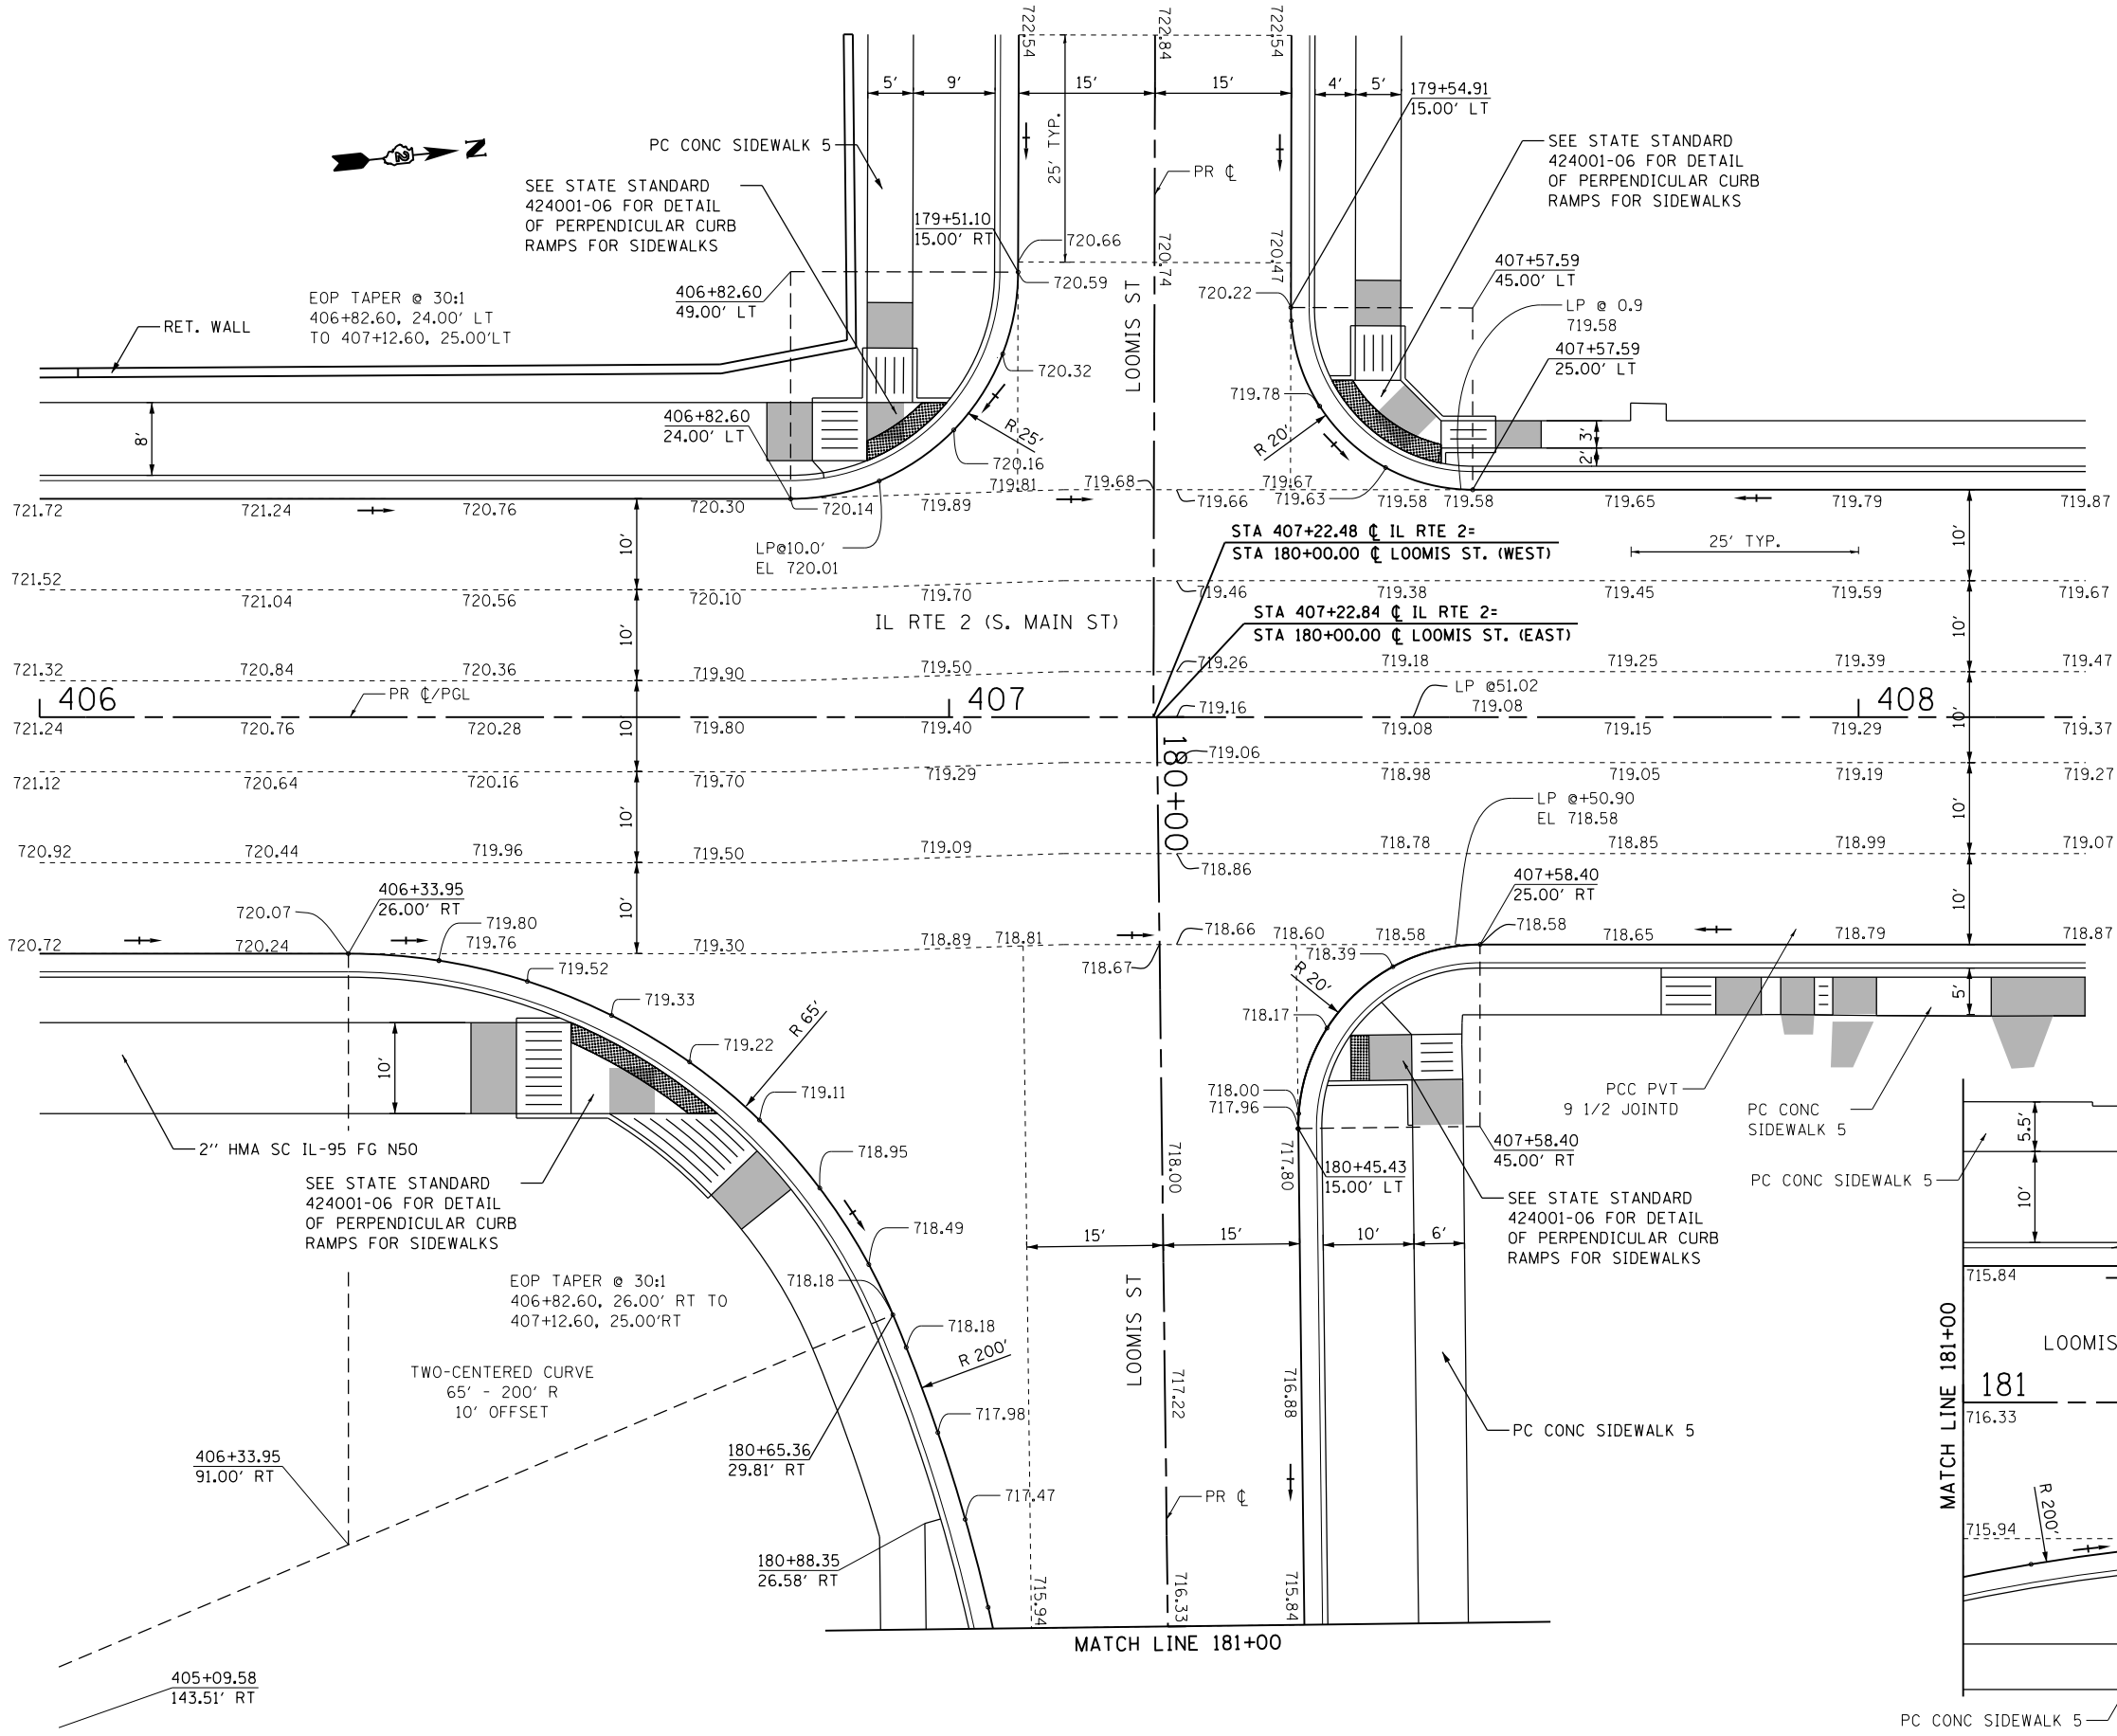 722.54
722.84
722.54
5'
9'
15'
15'
4'
5'
25' TYP.
179+54.91
15.00' LT
PC CONC SIDEWALK 5
SEE STATE STANDARD
424001-06 FOR DETAIL
OF PERPENDICULAR CURB
RAMPS FOR SIDEWALKS
SEE STATE STANDARD
424001-06 FOR DETAIL
OF PERPENDICULAR CURB
RAMPS FOR SIDEWALKS
2
N
PR ℄
179+51.10
15.00' RT
720.66
720.59
720.74
720.47
720.22
407+57.59
45.00' LT
LP @ 0.9
719.58
407+57.59
25.00' LT
406+82.60
49.00' LT
EOP TAPER @ 30:1
406+82.60, 24.00' LT
TO 407+12.60, 25.00'LT
RET. WALL
LOOMIS ST
720.32
719.78
8'
406+82.60
24.00' LT
R 25'
R 20'
720.16
3'
2'
721.72
721.24
720.76
720.30
720.14
719.89
719.81
719.68
719.66
719.67
719.63
719.58
719.58
719.65
719.79
719.87
LP@10.0'
EL 720.01
STA 407+22.48 ℄ IL RTE 2=
STA 180+00.00 ℄ LOOMIS ST. (WEST)
25' TYP.
10'
10'
721.52
721.04
720.56
720.10
719.70
719.46
719.38
719.45
719.59
719.67
IL RTE 2 (S. MAIN ST)
STA 407+22.84 ℄ IL RTE 2=
STA 180+00.00 ℄ LOOMIS ST. (EAST)
10'
10'
721.32
720.84
720.36
719.90
719.50
719.26
719.18
719.25
719.39
719.47
406
PR ℄/PGL
407
LP @51.02
719.08
408
719.16
721.24
720.76
720.28
719.80
719.40
719.08
719.15
719.29
719.37
10'
10'
180+00
719.06
721.12
720.64
720.16
719.70
719.29
718.98
719.05
719.19
719.27
10'
10'
LP @+50.90
EL 718.58
720.92
720.44
719.96
719.50
719.09
718.86
718.78
718.85
718.99
719.07
10'
10'
406+33.95
26.00' RT
407+58.40
25.00' RT
720.07
719.80
720.72
720.24
719.76
719.30
718.89
718.81
718.66
718.67
718.60
718.58
718.58
718.65
718.79
718.87
718.39
R 20'
719.52
719.33
719.22
R 65'
719.11
718.17
5'
10'
718.00
717.96
PCC PVT
9 1/2 JOINTD
PC CONC
SIDEWALK 5
2'' HMA SC IL-95 FG N50
718.95
718.00
717.80
407+58.40
45.00' RT
180+45.43
15.00' LT
5.5'
10'
PC CONC SIDEWALK 5
SEE STATE STANDARD
424001-06 FOR DETAIL
OF PERPENDICULAR CURB
RAMPS FOR SIDEWALKS
SEE STATE STANDARD
424001-06 FOR DETAIL
OF PERPENDICULAR CURB
RAMPS FOR SIDEWALKS
718.49
15'
15'
10'
6'
EOP TAPER @ 30:1
406+82.60, 26.00' RT TO
407+12.60, 25.00'RT
718.18
718.18
R 200'
LOOMIS ST
717.22
716.88
TWO-CENTERED CURVE
65' - 200' R
10' OFFSET
717.98
PC CONC SIDEWALK 5
406+33.95
91.00' RT
180+65.36
29.81' RT
717.47
PR ℄
180+88.35
26.58' RT
715.94
716.33
715.84
MATCH LINE 181+00
405+09.58
143.51' RT
715.84
LOOMIS
181
716.33
MATCH LINE 181+00
715.94
R 200'
PC CONC SIDEWALK 5